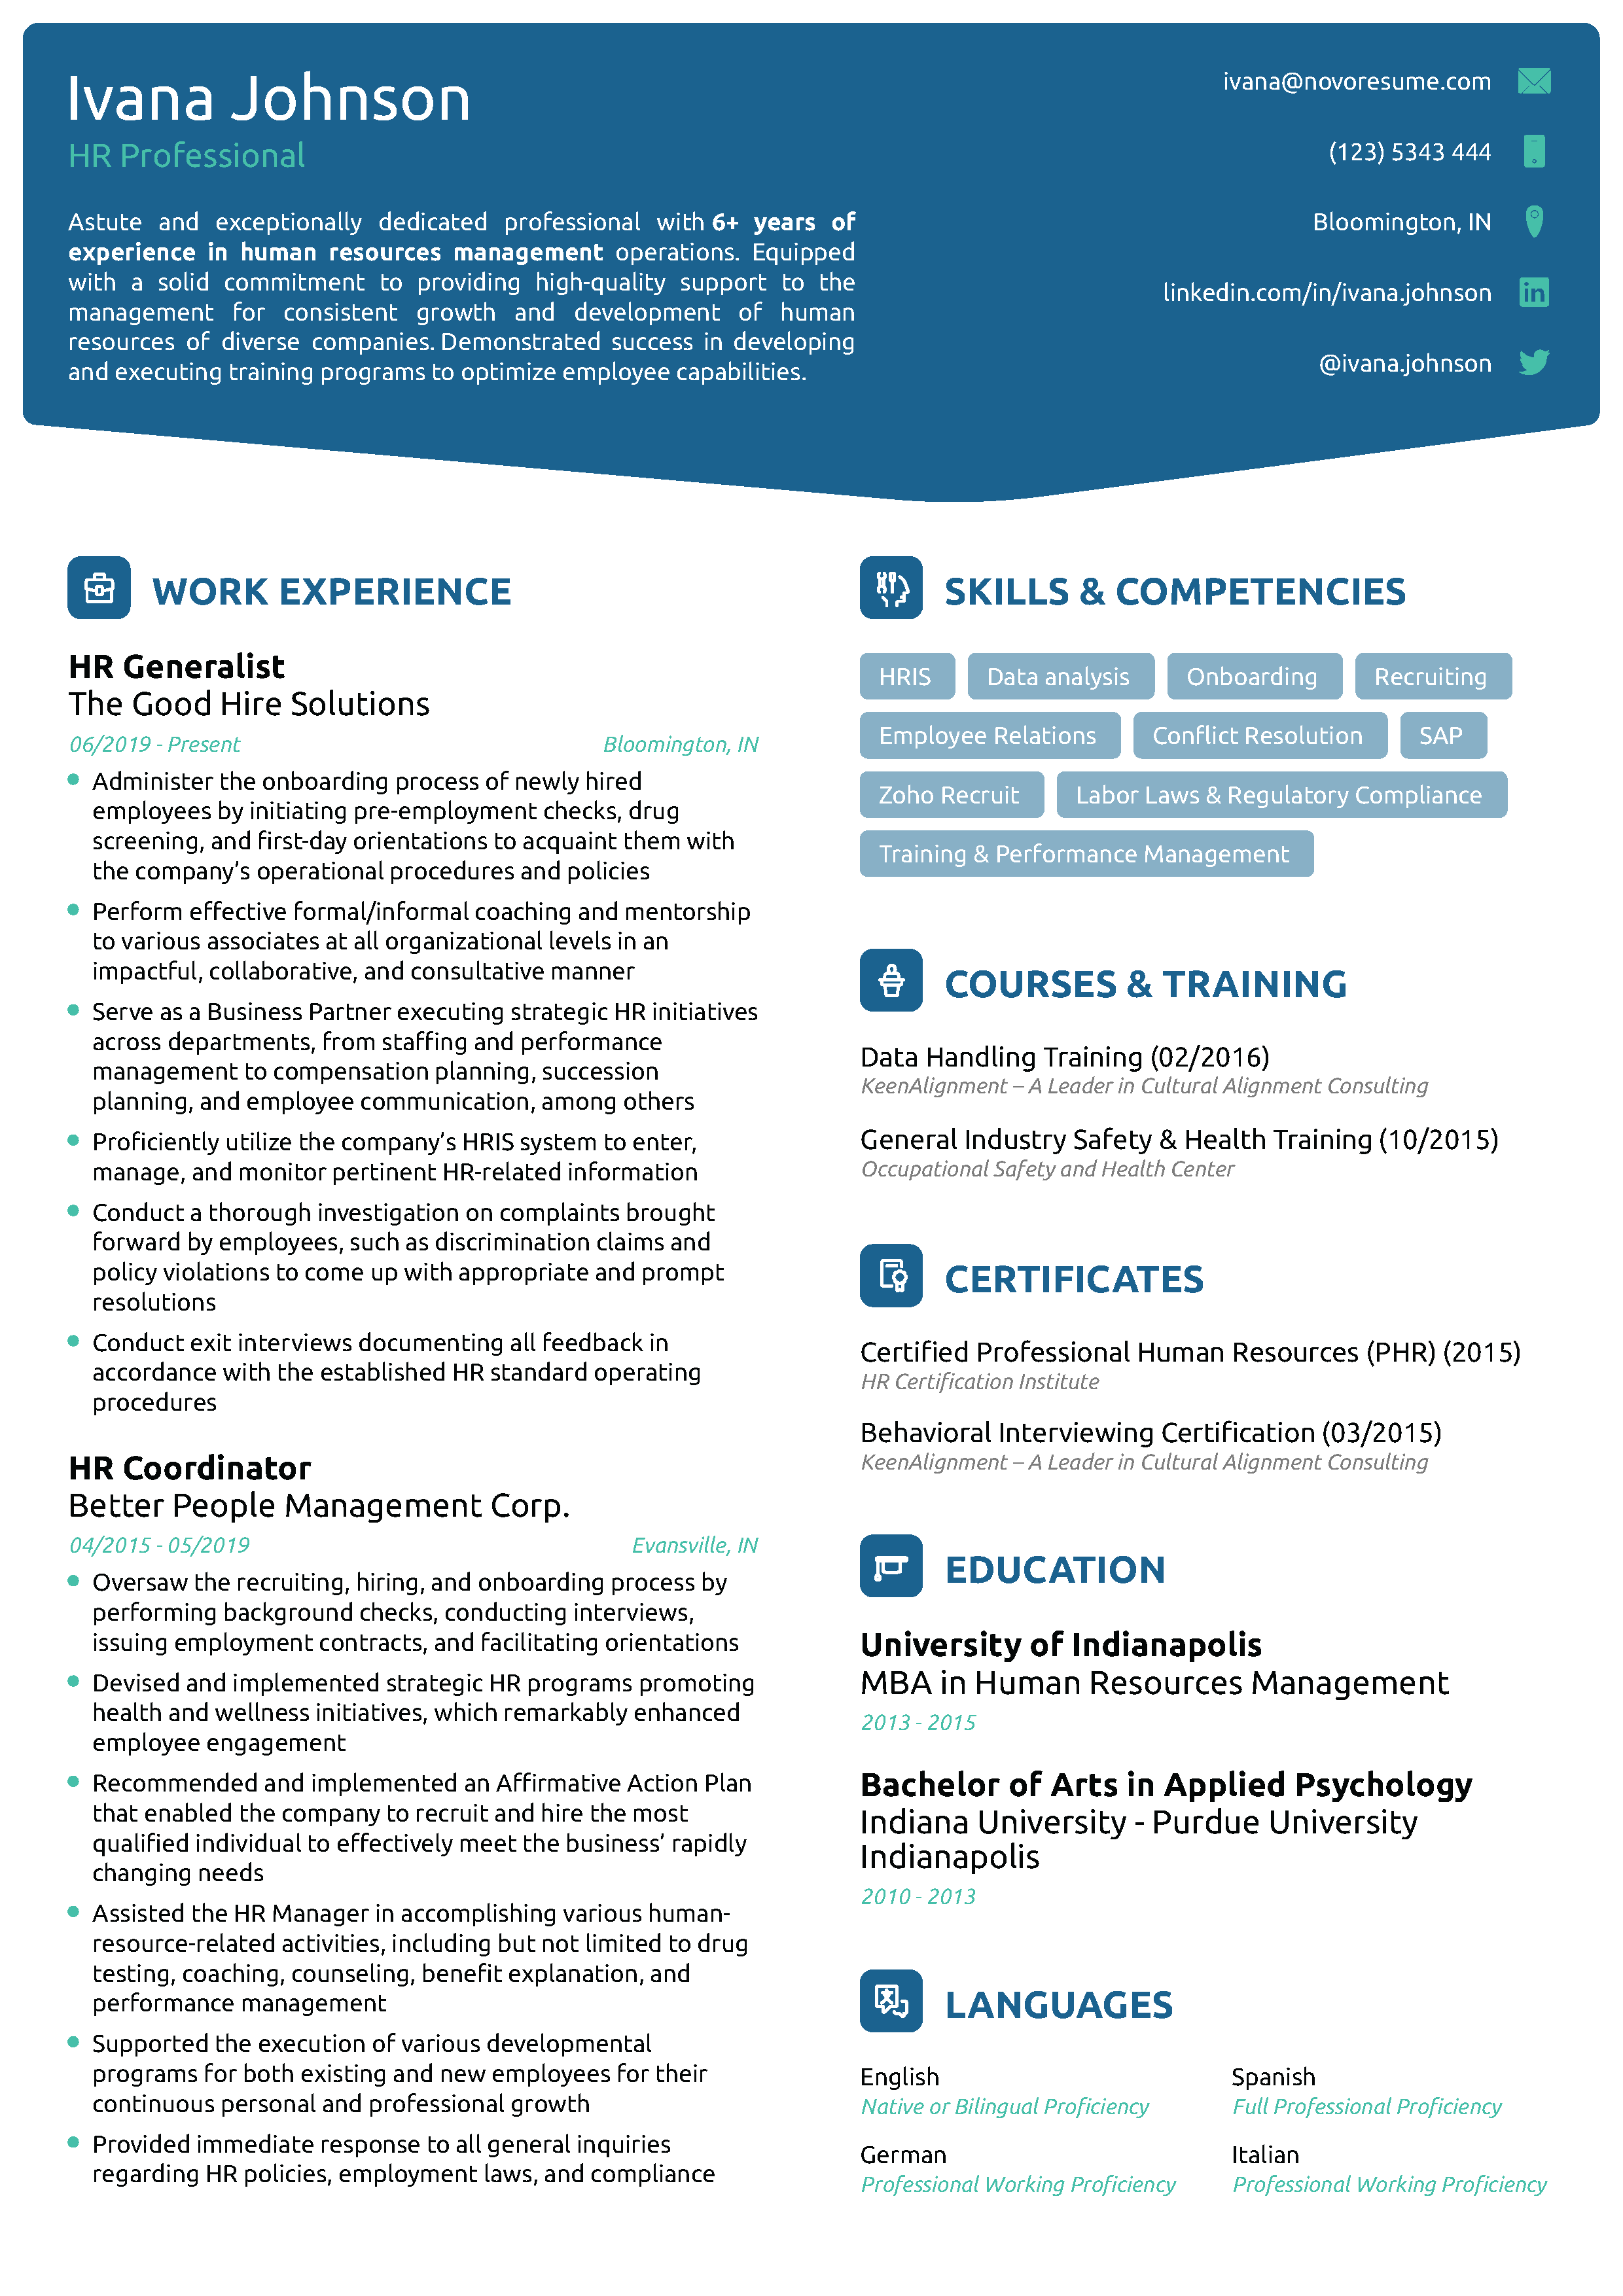 Ivana Johnson
HR Professional
Astute and exceptionally dedicated professional with 6+ years of
experience in human resources management operations. Equipped
with a solid commitment to providing high-quality support to the
management for consistent growth and development of human
resources of diverse companies. Demonstrated success in developing
and executing training programs to optimize employee capabilities.
ivana@novoresume.com
(123) 5343 444
Bloomington, IN
linkedin.com/in/ivana.johnson
@ivana.johnson
WORK EXPERIENCE
HR Generalist
The Good Hire Solutions
06/2019 - Present Bloomington, IN
Administer the onboarding process of newly hired
employees by initiating pre-employment checks, drug
screening, and first-day orientations to acquaint them with
the company’s operational procedures and policies
Perform effective formal/informal coaching and mentorship
to various associates at all organizational levels in an
impactful, collaborative, and consultative manner
Serve as a Business Partner executing strategic HR initiatives
across departments, from staffing and performance
management to compensation planning, succession
planning, and employee communication, among others
Proficiently utilize the company’s HRIS system to enter,
manage, and monitor pertinent HR-related information
Conduct a thorough investigation on complaints brought
forward by employees, such as discrimination claims and
policy violations to come up with appropriate and prompt
resolutions
Conduct exit interviews documenting all feedback in
accordance with the established HR standard operating
procedures
HR Coordinator
Better People Management Corp.
04/2015 - 05/2019 Evansville, IN
Oversaw the recruiting, hiring, and onboarding process by
performing background checks, conducting interviews,
issuing employment contracts, and facilitating orientations
Devised and implemented strategic HR programs promoting
health and wellness initiatives, which remarkably enhanced
employee engagement
Recommended and implemented an Affirmative Action Plan
that enabled the company to recruit and hire the most
qualified individual to effectively meet the business’ rapidly
changing needs
Assisted the HR Manager in accomplishing various human-
resource-related activities, including but not limited to drug
testing, coaching, counseling, benefit explanation, and
performance management
Supported the execution of various developmental
programs for both existing and new employees for their
continuous personal and professional growth
Provided immediate response to all general inquiries
regarding HR policies, employment laws, and compliance
SKILLS & COMPETENCIES
HRIS Data analysis Onboarding Recruiting
Employee Relations Conflict Resolution SAP
Zoho Recruit Labor Laws & Regulatory Compliance
Training & Performance Management
COURSES & TRAINING
Data Handling Training (02/2016)
KeenAlignment – A Leader in Cultural Alignment Consulting
General Industry Safety & Health Training (10/2015)
Occupational Safety and Health Center
CERTIFICATES
Certified Professional Human Resources (PHR) (2015)
HR Certification Institute
Behavioral Interviewing Certification (03/2015)
KeenAlignment – A Leader in Cultural Alignment Consulting
EDUCATION
University of Indianapolis
MBA in Human Resources Management
2013 - 2015
Bachelor of Arts in Applied Psychology
Indiana University - Purdue University
Indianapolis
2010 - 2013
LANGUAGES
English Spanish
Native or Bilingual Proficiency Full Professional Proficiency
German Italian
Professional Working Proficiency Professional Working Proficiency